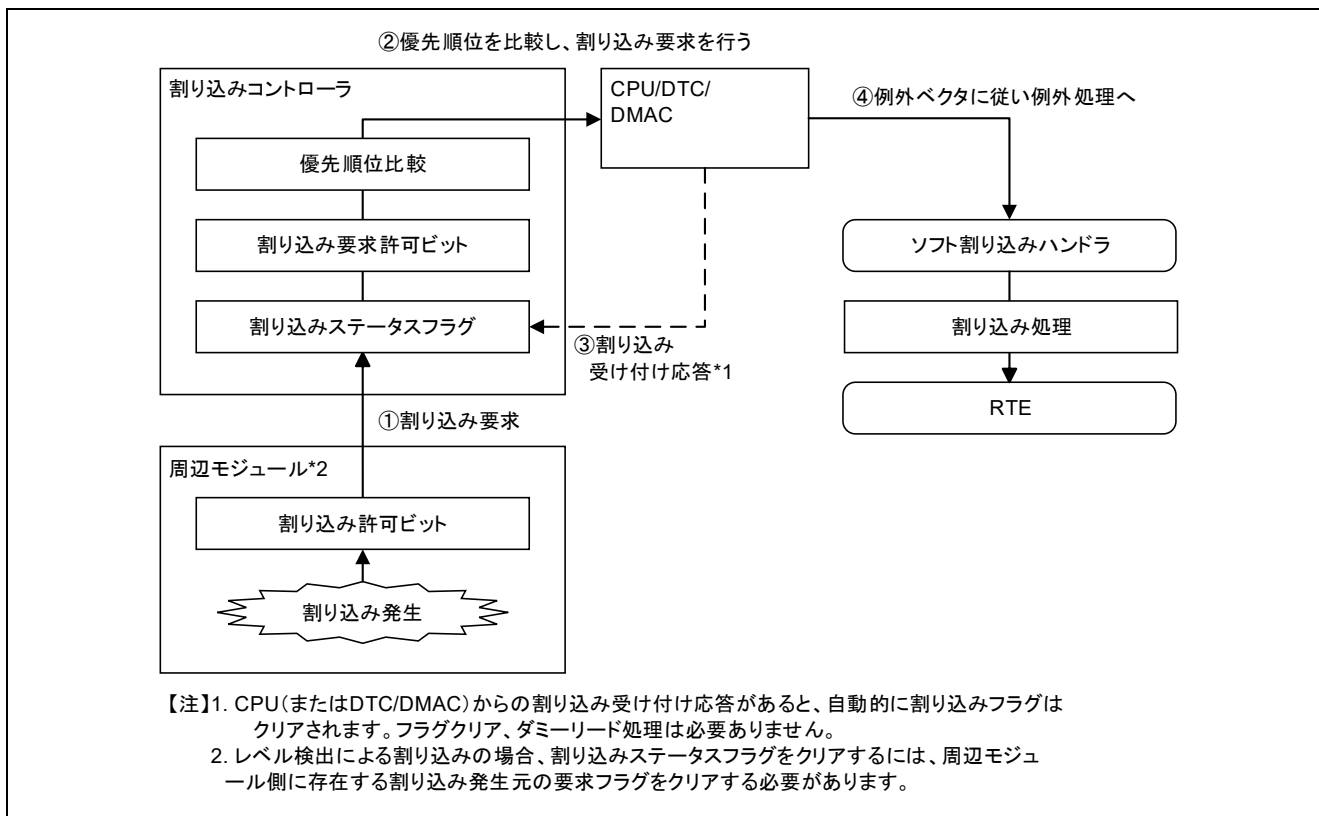 ②優先順位を比較し、割り込み要求を行う
割り込みコントローラ
優先順位比較
割り込み要求許可ビット
割り込みステータスフラグ
CPU/DTC/
DMAC
④例外ベクタに従い例外処理へ
③割り込み
受け付け応答*1
ソフト割り込みハンドラ
割り込み処理
RTE
①割り込み要求
周辺モジュール*2
割り込み許可ビット
割り込み発生
【注】1. CPU(またはDTC/DMAC)からの割り込み受け付け応答があると、自動的に割り込みフラグは
クリアされます。フラグクリア、ダミーリード処理は必要ありません。
2. レベル検出による割り込みの場合、割り込みステータスフラグをクリアするには、周辺モジュ
ール側に存在する割り込み発生元の要求フラグをクリアする必要があります。